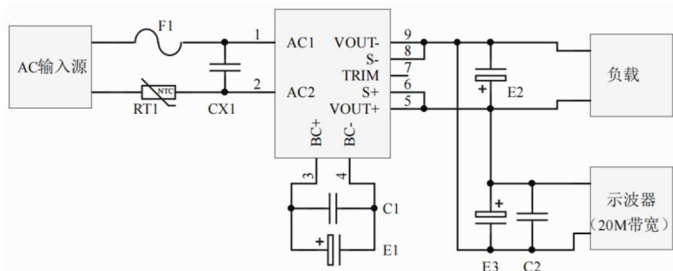 F1
AC输入源
RT1
NTC
CX1
1
2
AC1
AC2
VOUT-
S-
TRIM
S+
VOUT+
BC+
BC-
9
8
7
6
5
3
4
C1
E1
E2
负载
示波器
（20M带宽）
E3
C2